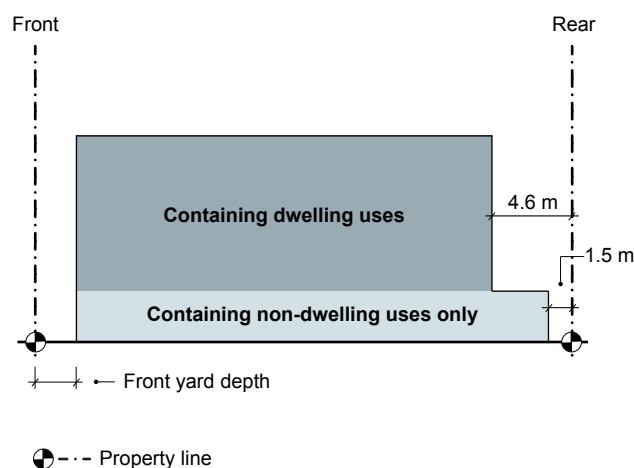 Front
Rear
Containing dwelling uses
4.6 m
1.5 m
Containing non-dwelling uses only
Front yard depth
Property line